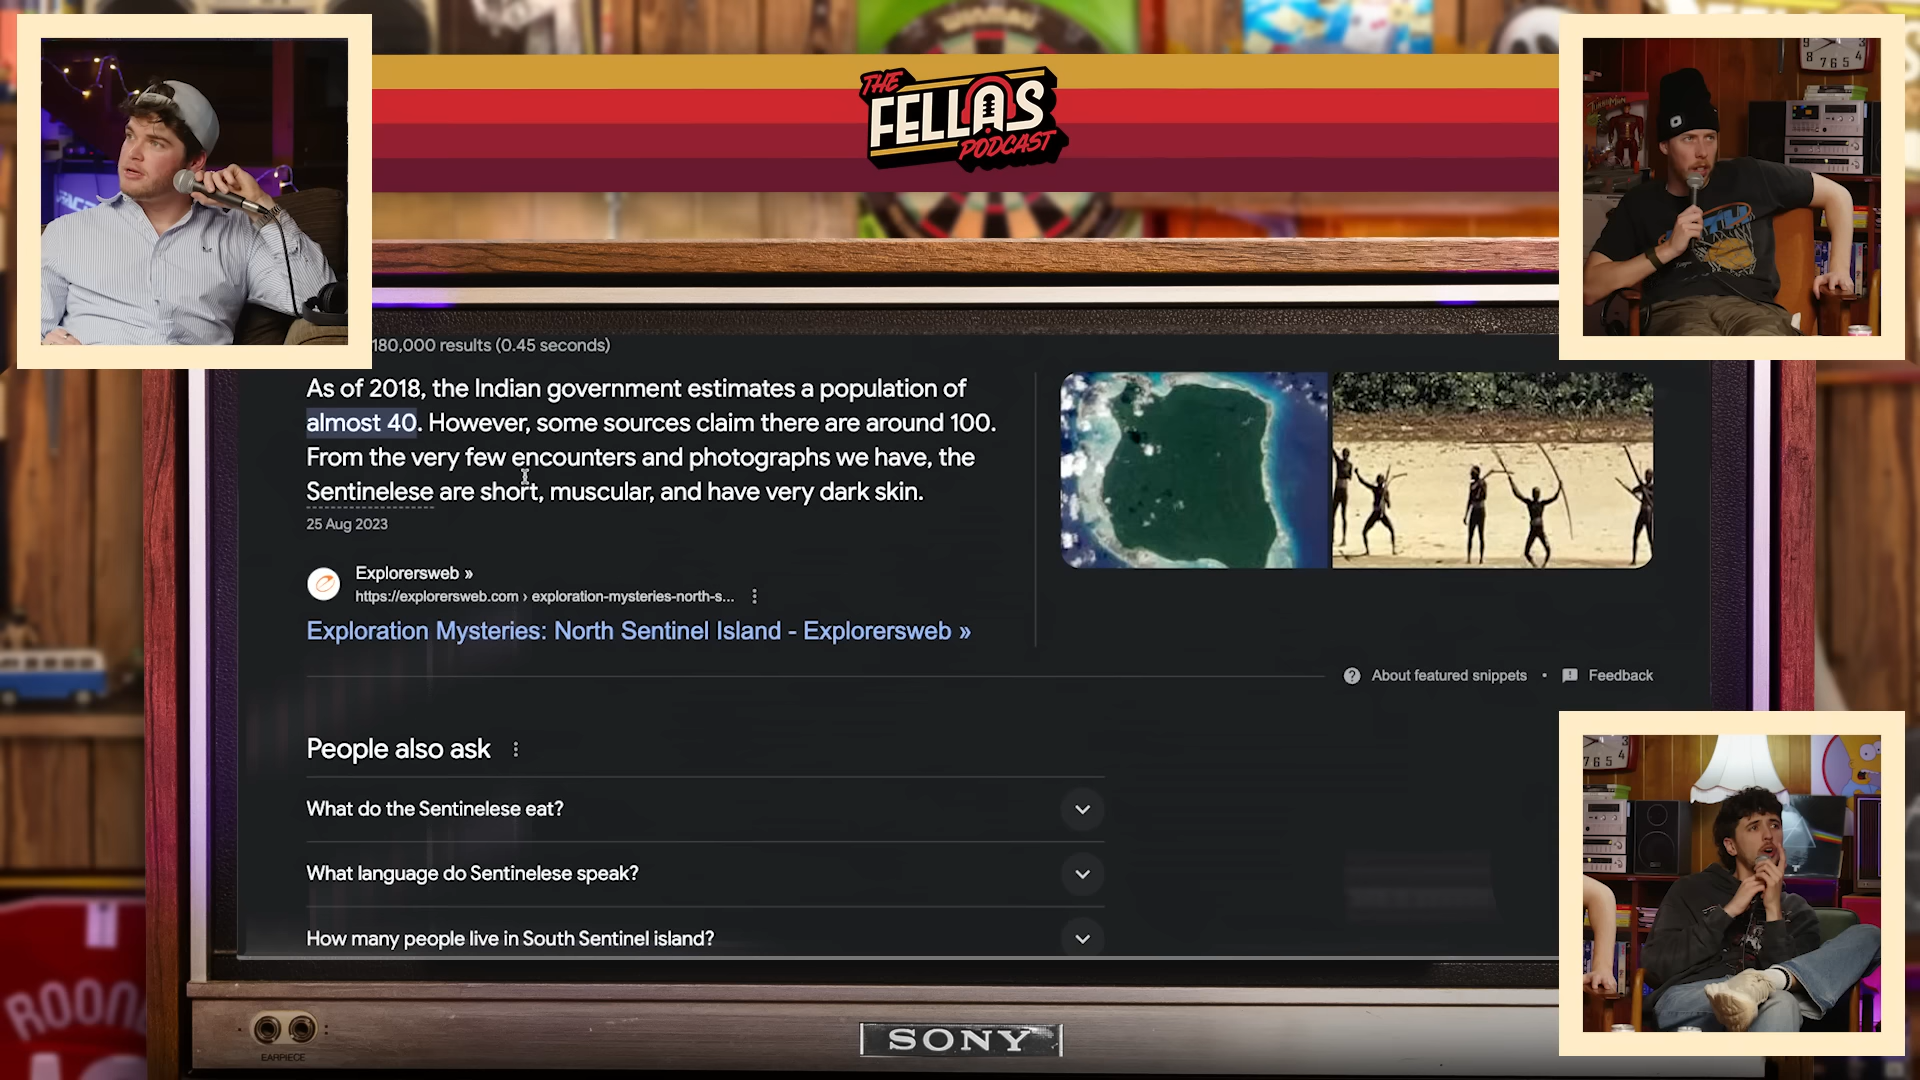 THE
FELLAS
PODCAST
180,000 results (0.45 seconds)
As of 2018, the Indian government estimates a population of
almost 40. However, some sources claim there are around 100.
From the very few encounters and photographs we have, the
Sentinelese are short, muscular, and have very dark skin.
25 Aug 2023
Explorersweb »
https://explorersweb.com › exploration-mysteries-north-s...
Exploration Mysteries: North Sentinel Island - Explorersweb »
About featured snippets • Feedback
People also ask
What do the Sentinelese eat?
What language do Sentinelese speak?
How many people live in South Sentinel island?
ROON
EARPIECE
SONY